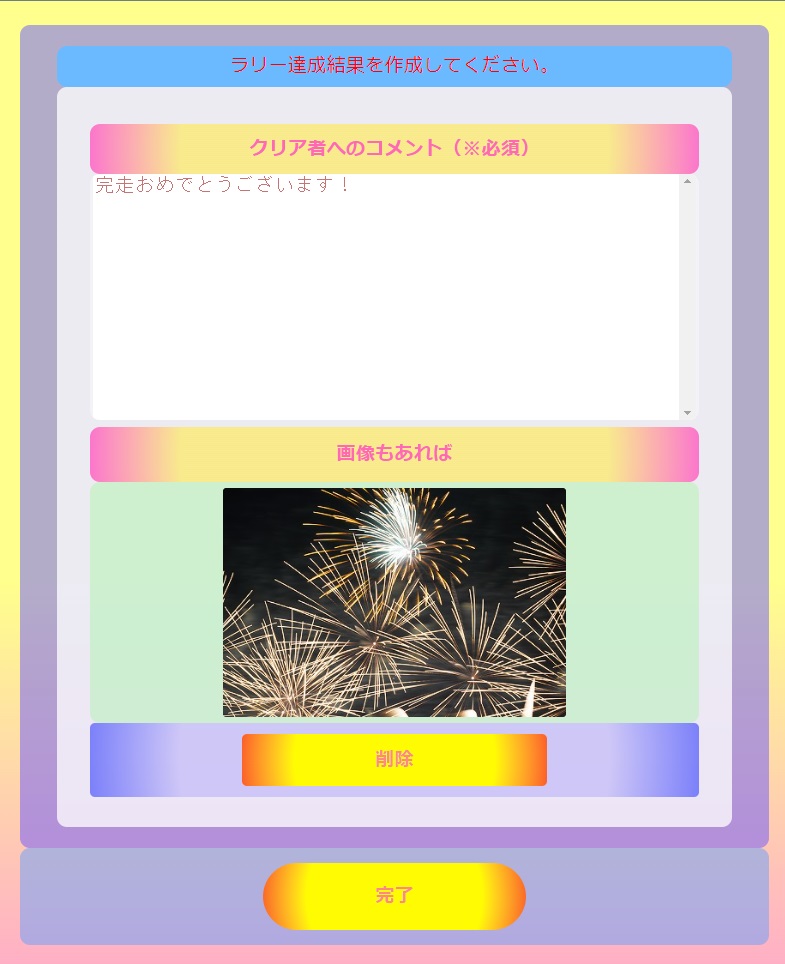 ラリー達成結果を作成してください。
クリア者へのコメント（※必須）
完走おめでとうございます！
画像もあれば
削除
完了